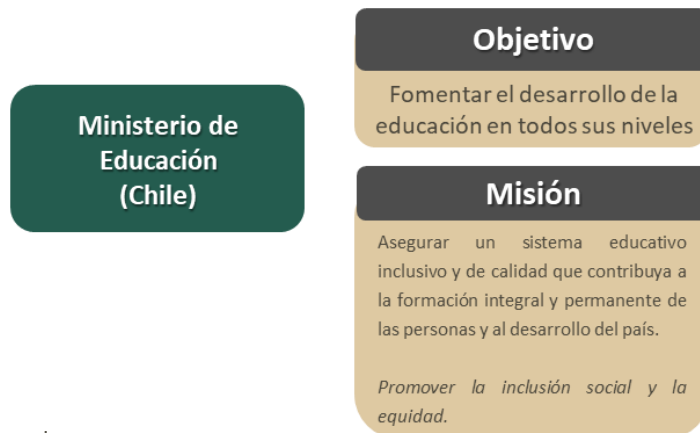 Ministerio de
Educación
(Chile)
Objetivo
Fomentar el desarrollo de la
educación en todos sus niveles
Misión
Asegurar un sistema educativo
inclusivo y de calidad que contribuya a
la formación integral y permanente de
las personas y al desarrollo del país.
Promover la inclusión social y la
equidad.